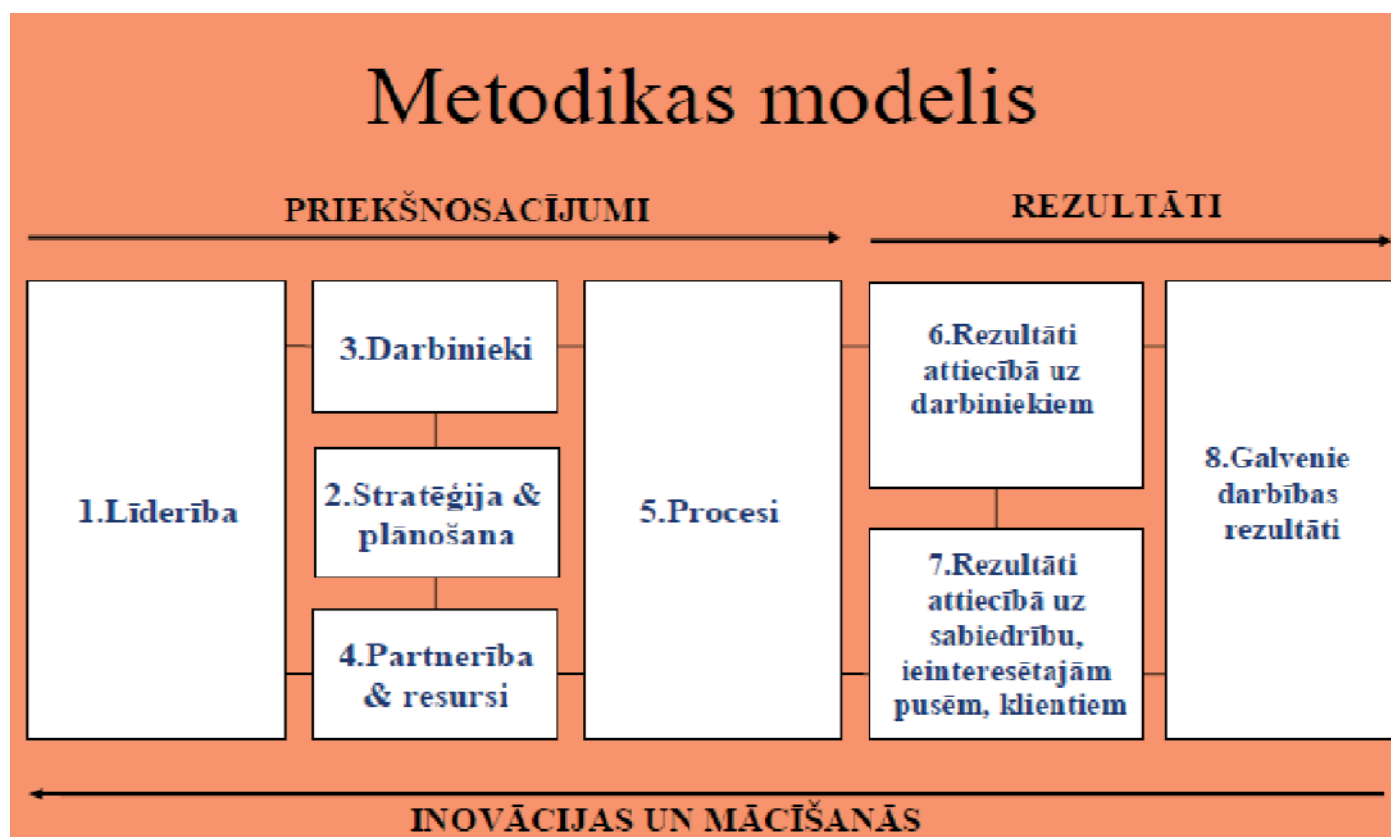 Metodikas modelis
PRIEKŠNOSACĪJUMI
REZULTĀTI
1.Līderība
3.Darbinieki
2.Stratēģija &
plānošana
4.Partnerība
& resursi
5.Procesi
6.Rezultāti
attiecībā uz
darbiniekiem
7.Rezultāti
attiecībā uz
sabiedrību,
ieinteresētajām
pusēm, klientiem
8.Galvenie
darbības
rezultāti
INOVĀCIJAS UN MĀCĪŠANĀS